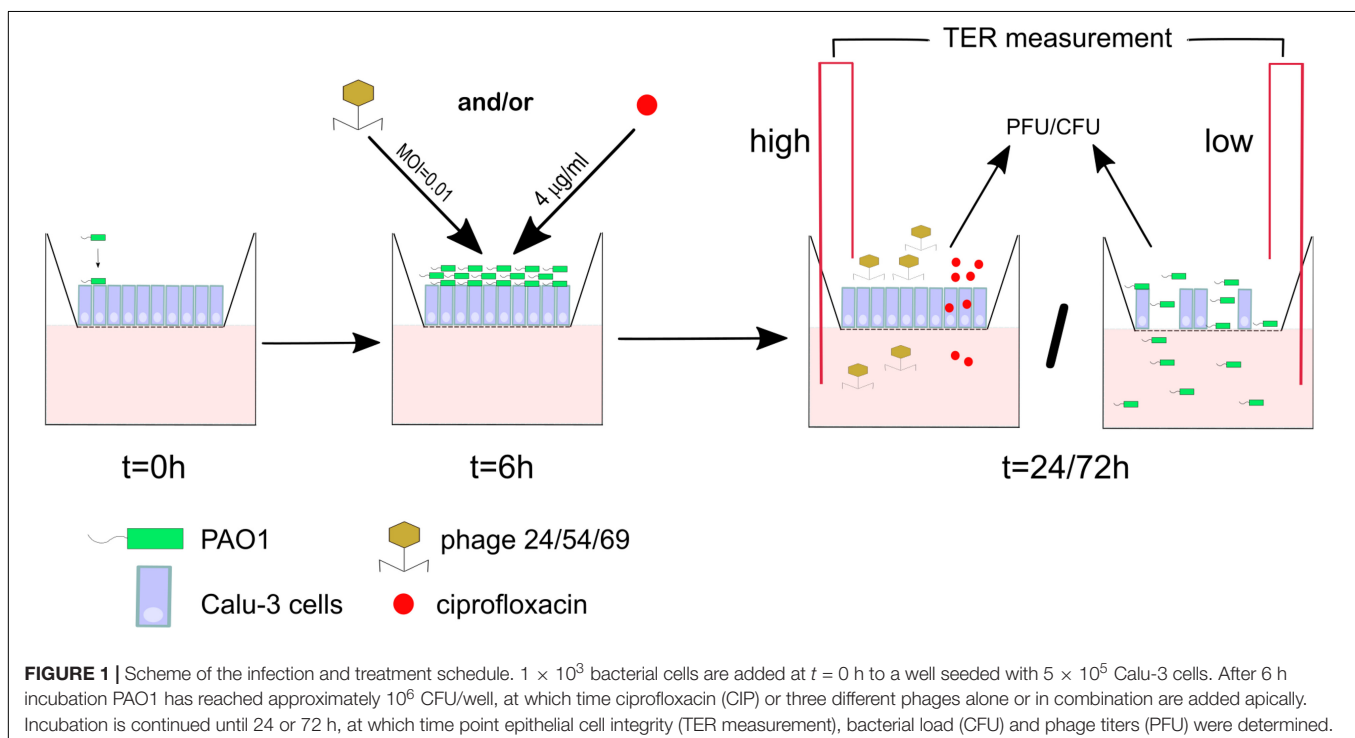 TER measurement
and/or
high
PFU/CFU
low
MOI=0.01
4 µg/ml
t=0h
t=6h
t=24/72h
PAO1
phage 24/54/69
Calu-3 cells
ciprofloxacin
FIGURE 1 | Scheme of the infection and treatment schedule. 1 × 10³ bacterial cells are added at t = 0 h to a well seeded with 5 × 10⁵ Calu-3 cells. After 6 h
incubation PAO1 has reached approximately 10⁶ CFU/well, at which time ciprofloxacin (CIP) or three different phages alone or in combination are added apically.
Incubation is continued until 24 or 72 h, at which time point epithelial cell integrity (TER measurement), bacterial load (CFU) and phage titers (PFU) were determined.